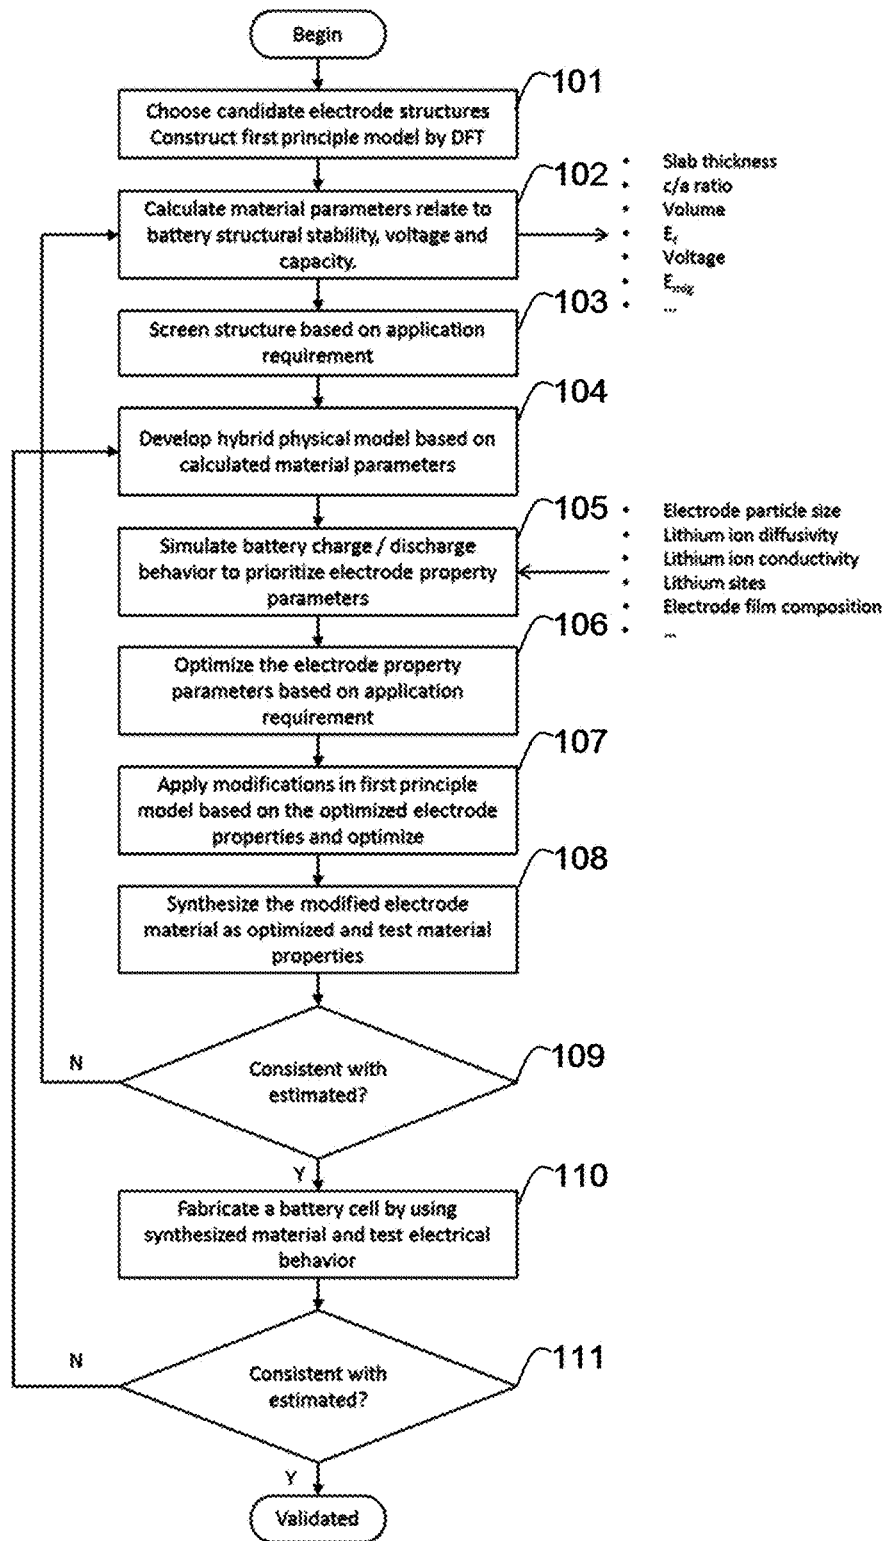 Begin
101
Choose candidate electrode structures
Construct first principle model by DFT
102
Calculate material parameters relate to
battery structural stability, voltage and
capacity.
• Slab thickness
• c/a ratio
• Volume
• Ef
• Voltage
• Emig
• ...
103
Screen structure based on application
requirement
104
Develop hybrid physical model based on
calculated material parameters
105
Simulate battery charge / discharge
behavior to prioritize electrode property
parameters
• Electrode particle size
• Lithium ion diffusivity
• Lithium ion conductivity
• Lithium sites
• Electrode film composition
• ...
106
Optimize the electrode property
parameters based on application
requirement
107
Apply modifications in first principle
model based on the optimized electrode
properties and optimize
108
Synthesize the modified electrode
material as optimized and test material
properties
109
Consistent with
estimated?
N
Y
110
Fabricate a battery cell by using
synthesized material and test electrical
behavior
111
Consistent with
estimated?
N
Y
Validated